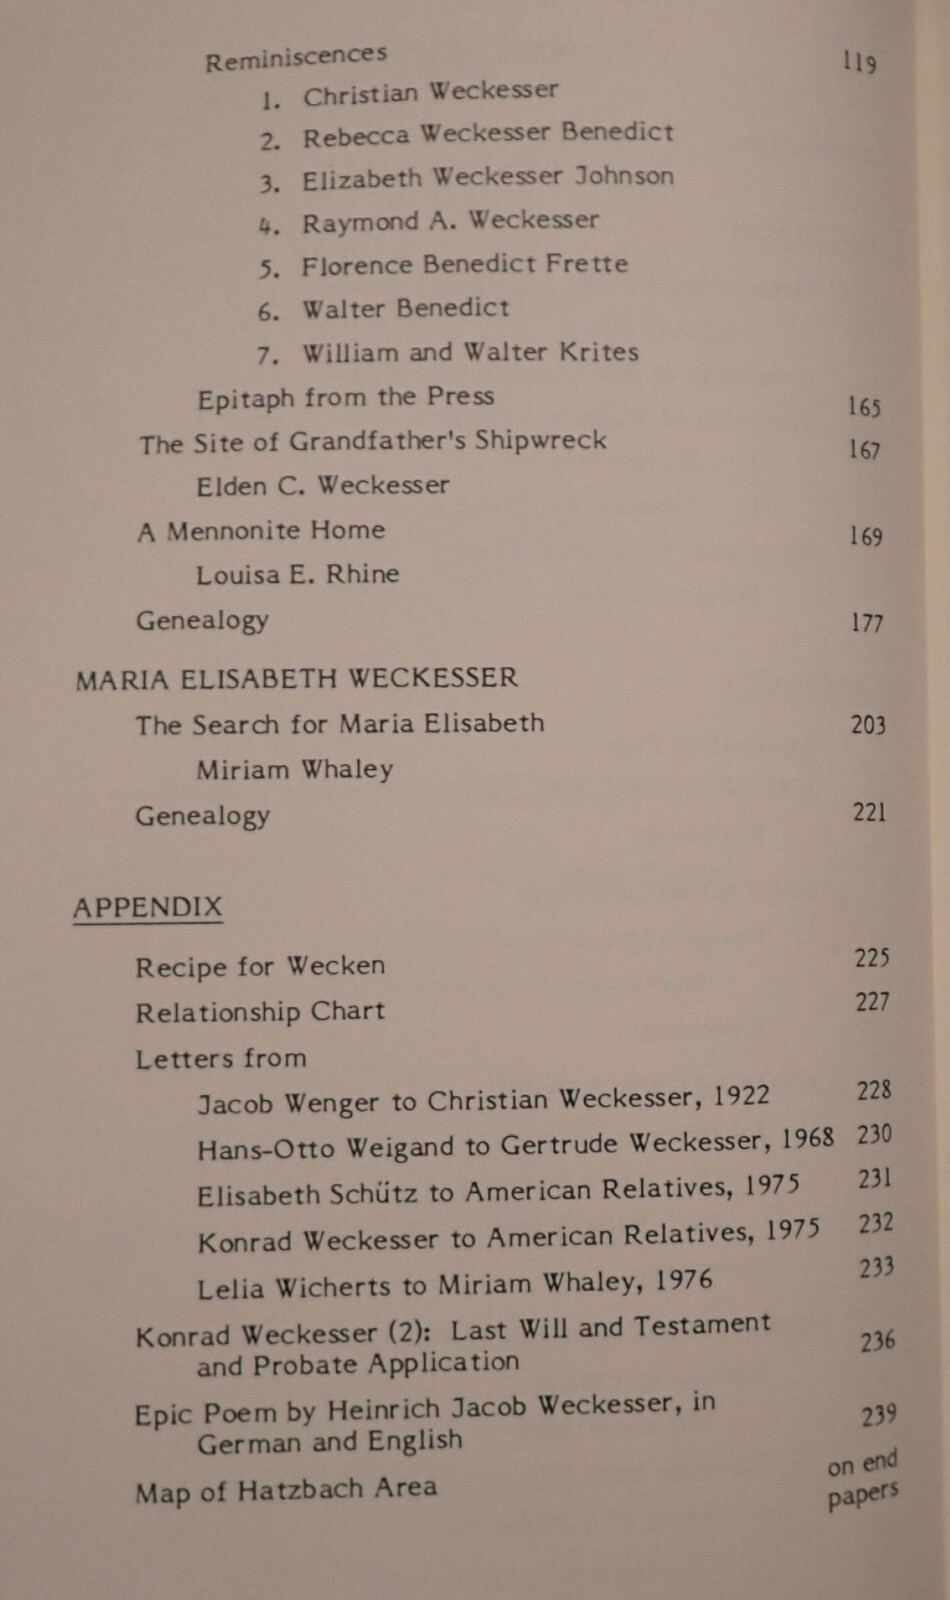 Reminiscences 119
1. Christian Weckesser
2. Rebecca Weckesser Benedict
3. Elizabeth Weckesser Johnson
4. Raymond A. Weckesser
5. Florence Benedict Frette
6. Walter Benedict
7. William and Walter Krites
Epitaph from the Press 165
The Site of Grandfather's Shipwreck 167
Elden C. Weckesser
A Mennonite Home 169
Louisa E. Rhine
Genealogy 177
MARIA ELISABETH WECKESSER
The Search for Maria Elisabeth 203
Miriam Whaley
Genealogy 221
APPENDIX
Recipe for Wecken 225
Relationship Chart 227
Letters from
Jacob Wenger to Christian Weckesser, 1922 228
Hans-Otto Weigand to Gertrude Weckesser, 1968 230
Elisabeth Schütz to American Relatives, 1975 231
Konrad Weckesser to American Relatives, 1975 232
Lelia Wicherts to Miriam Whaley, 1976 233
Konrad Weckesser (2): Last Will and Testament
and Probate Application 236
Epic Poem by Heinrich Jacob Weckesser, in
German and English 239
Map of Hatzbach Area on end
papers